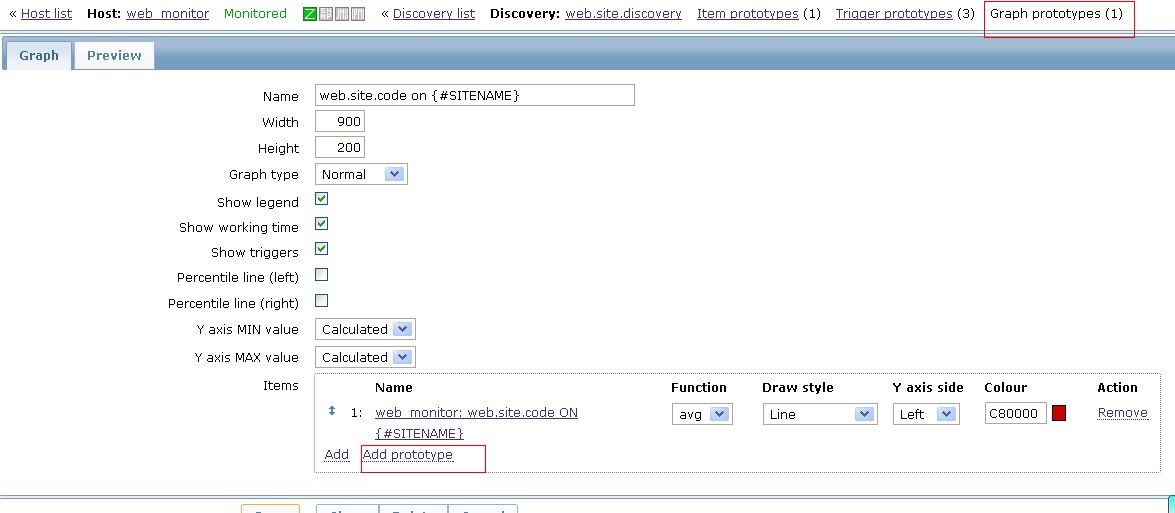 « Host list Host: web_monitor Monitored Z « Discovery list Discovery: web.site.discovery Item prototypes (1) Trigger prototypes (3) Graph prototypes (1)
Graph Preview
Name web.site.code on {#SITENAME}
Width 900
Height 200
Graph type Normal
Show legend
Show working time
Show triggers
Percentile line (left)
Percentile line (right)
Y axis MIN value Calculated
Y axis MAX value Calculated
Items Name Function Draw style Y axis side Colour Action
1: web_monitor: web.site.code ON avg Line Left C80000 Remove
{#SITENAME}
Add Add prototype